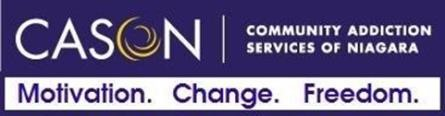 CASON
COMMUNITY ADDICTION
SERVICES OF NIAGARA
Motivation. Change. Freedom.